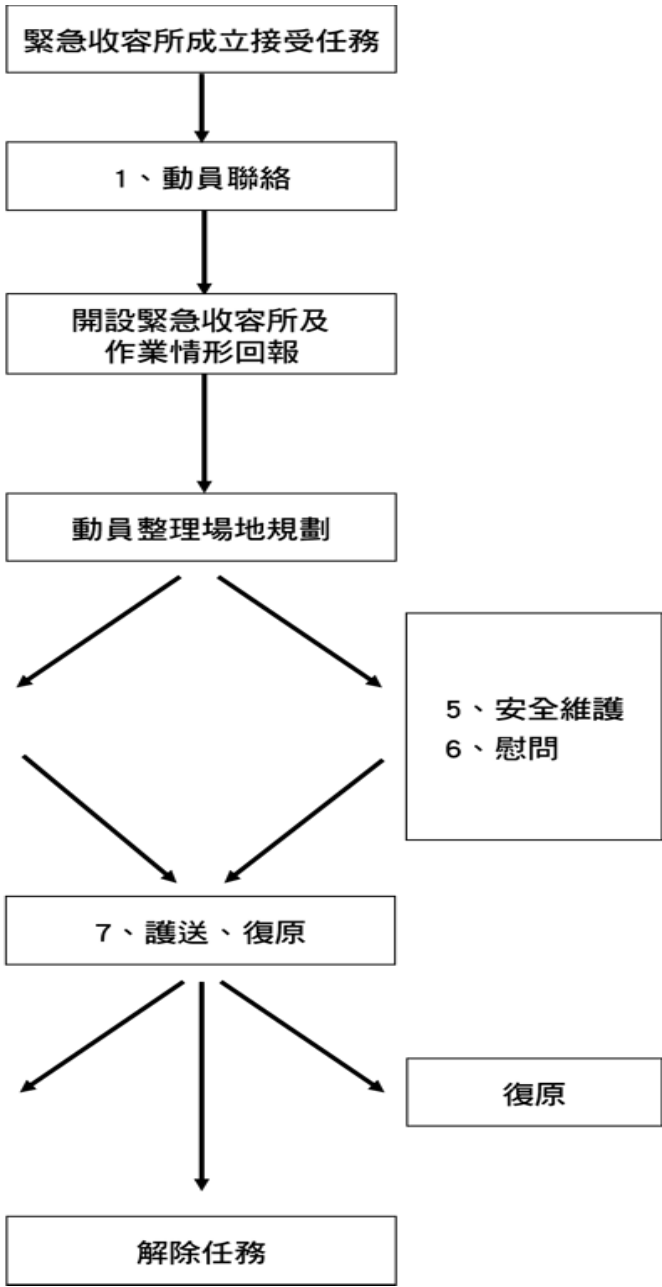 緊急收容所成立接受任務
1、動員聯絡
開設緊急收容所及
作業情形回報
動員整理場地規劃
5、安全維護
6、慰問
7、護送、復原
復原
解除任務